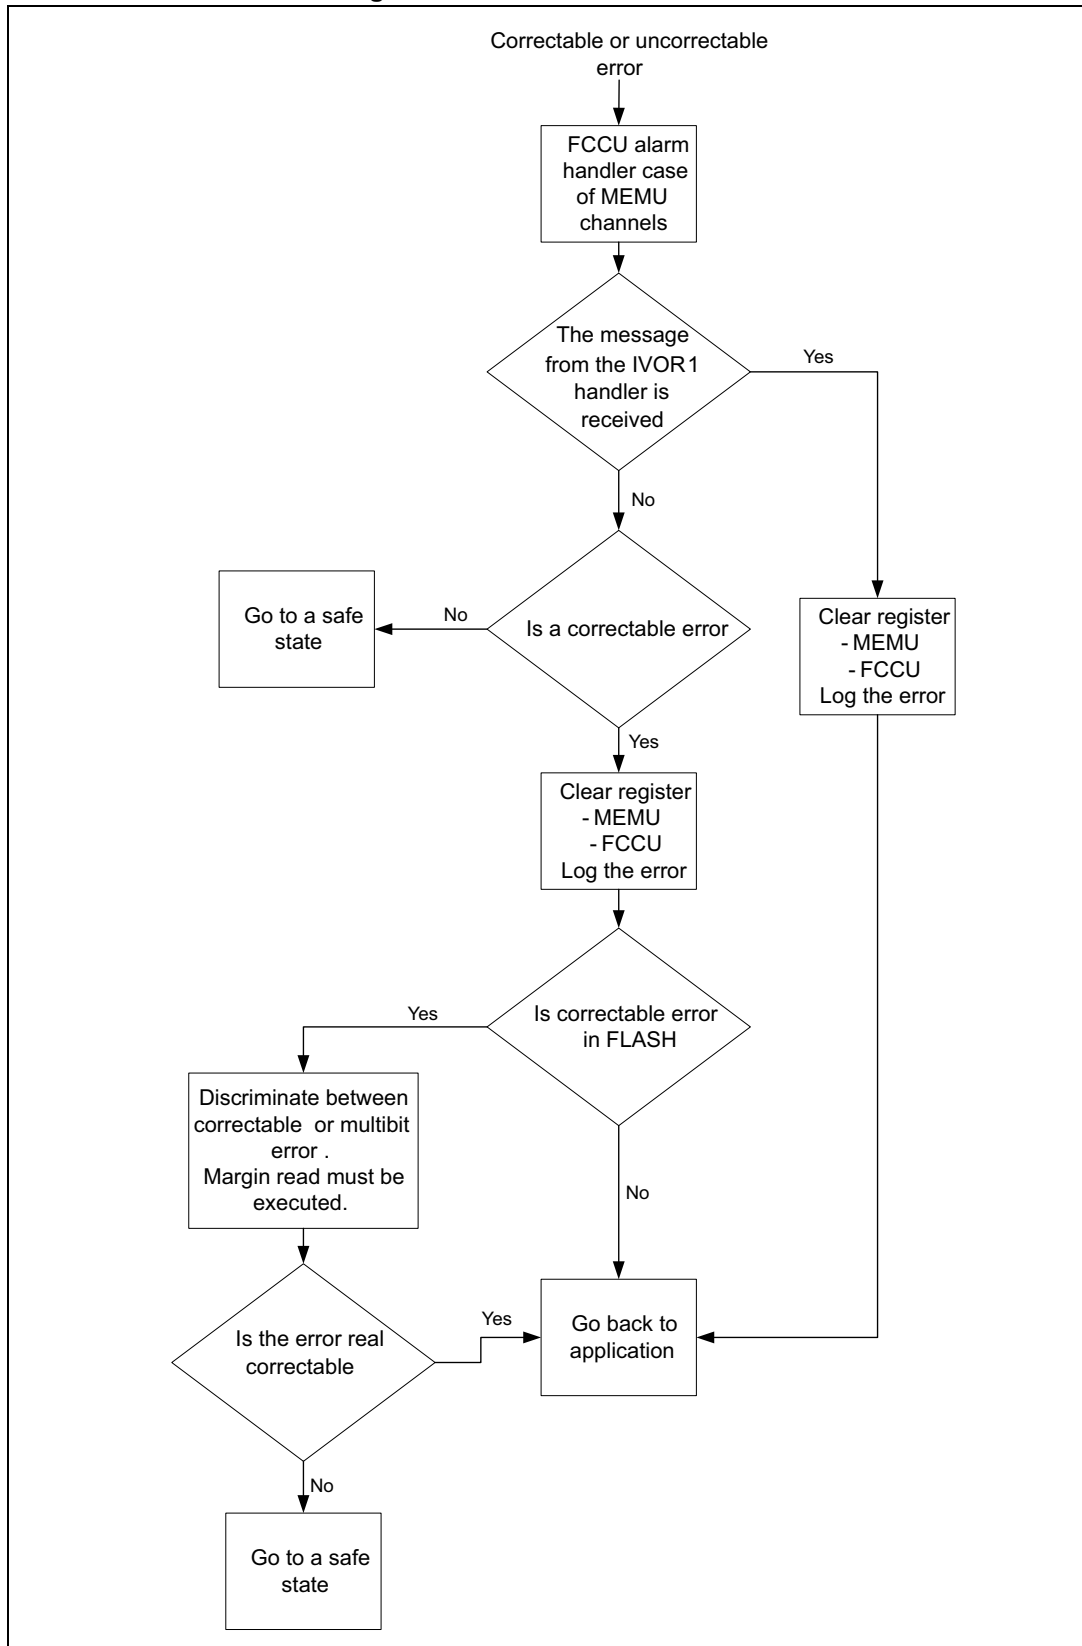 Correctable or uncorrectable
error
FCCU alarm
handler case
of MEMU
channels
The message
from the IVOR1
handler is
received
Yes
No
Is a correctable error
No
Go to a safe
state
Clear register
- MEMU
- FCCU
Log the error
Yes
Clear register
- MEMU
- FCCU
Log the error
Is correctable error
in FLASH
Yes
Discriminate between
correctable or multibit
error .
Margin read must be
executed.
No
Is the error real
correctable
Yes
Go back to
application
No
Go to a safe
state